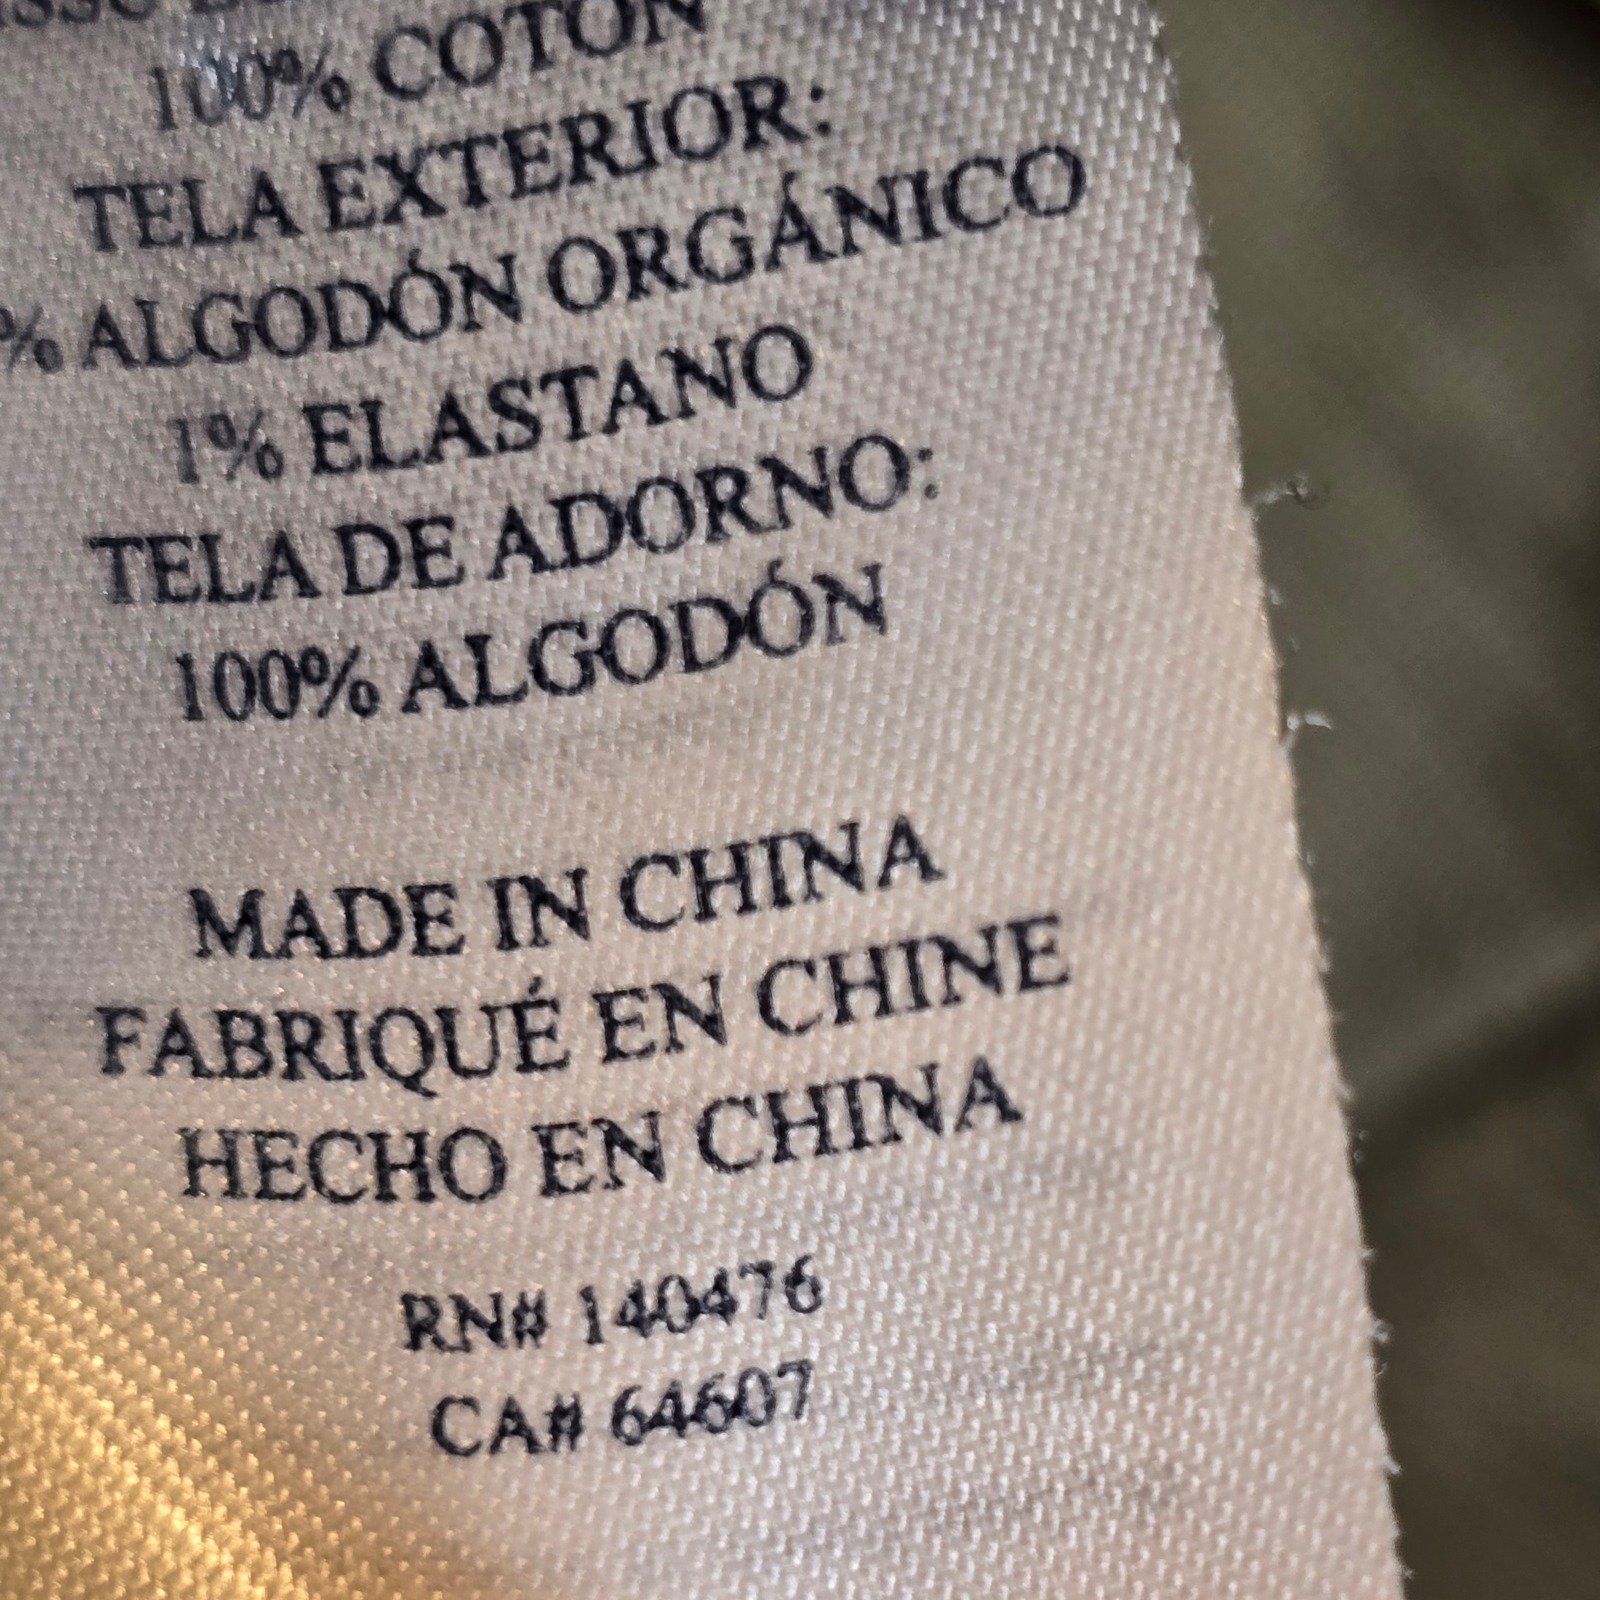 100% COTON
TELA EXTERIOR:
% ALGODÓN ORGÁNICO
1% ELASTANO
TELA DE ADORNO:
100% ALGODÓN
MADE IN CHINA
FABRIQUÉ EN CHINE
HECHO EN CHINA
RN# 140476
CA# 64607